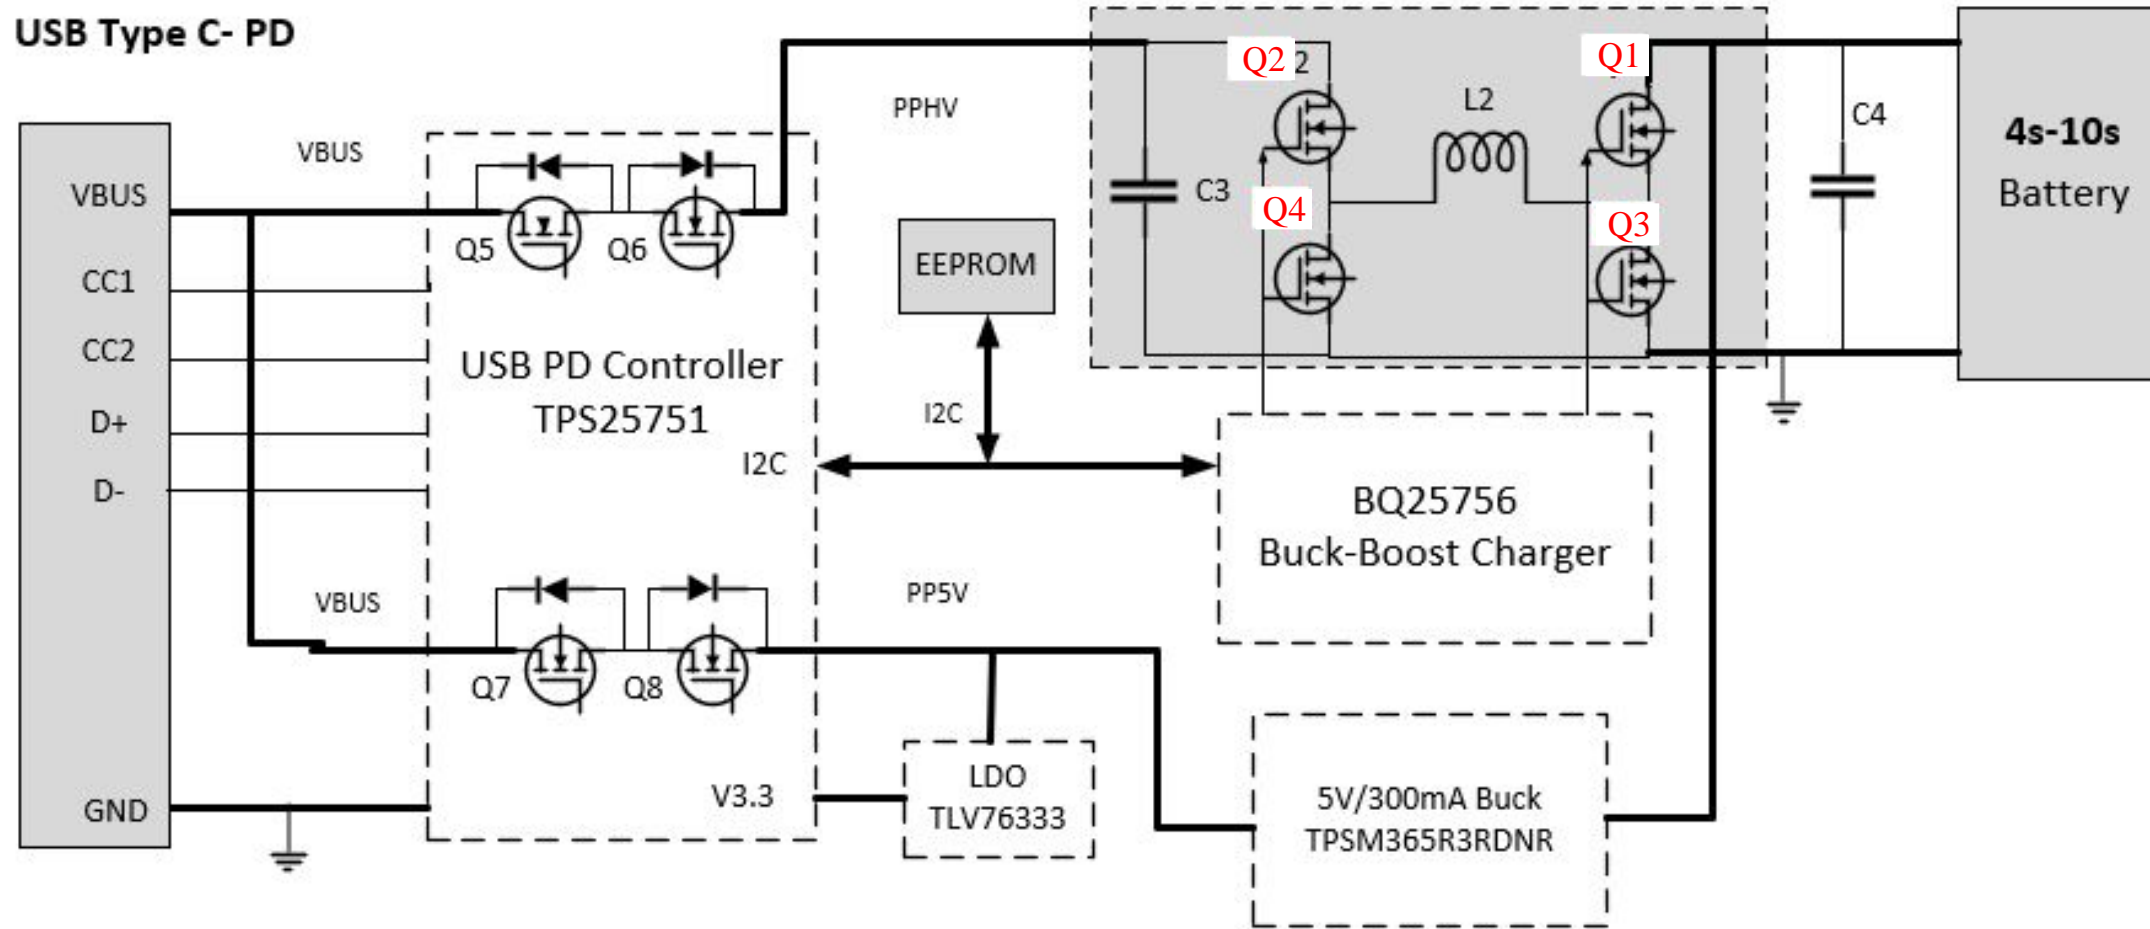 USB Type C- PD
VBUS
CC1
CC2
D+
D-
GND
VBUS
VBUS
Q5
Q6
USB PD Controller
TPS25751
I2C
Q7
Q8
V3.3
PPHV
EEPROM
I2C
PP5V
LDO
TLV76333
C3
Q2
2
Q4
L2
Q1
Q3
C4
4s-10s
Battery
BQ25756
Buck-Boost Charger
5V/300mA Buck
TPSM365R3RDNR